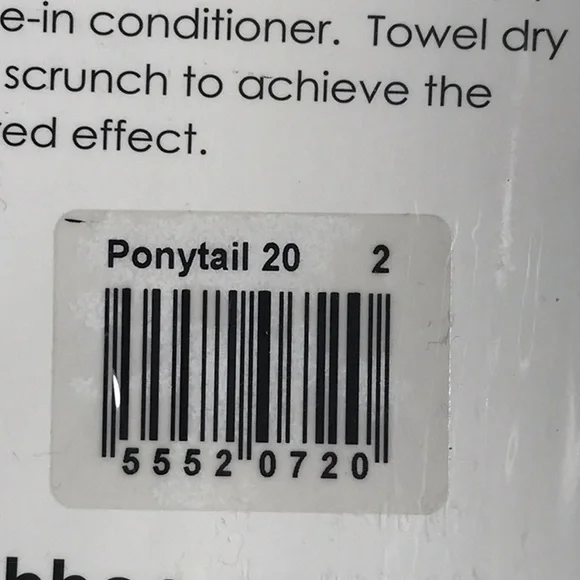 e-in conditioner. Towel dry
scrunch to achieve the
ed effect.
Ponytail 20 2
5552 0720